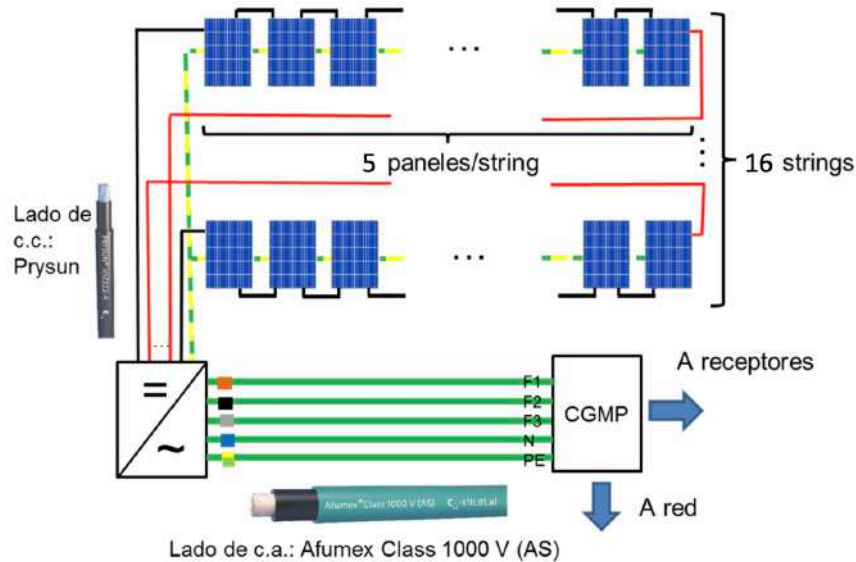 ...
5 paneles/string
16 strings
Lado de
c.c.:
Prysun
A receptores
F1
F2
F3
N
PE
CGMP
= ~
Afumex Class 1000 V (AS)
A red
Lado de c.a.: Afumex Class 1000 V (AS)